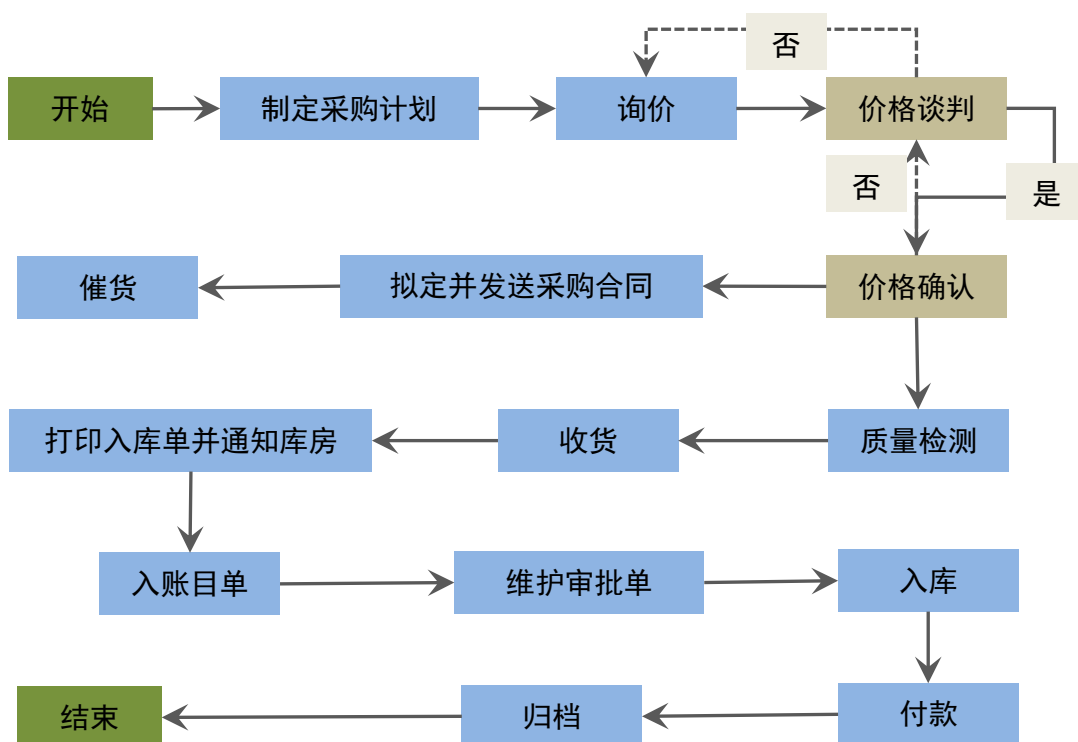 否
开始
制定采购计划
询价
价格谈判
否
是
催货
拟定并发送采购合同
价格确认
打印入库单并通知库房
收货
质量检测
入账目单
维护审批单
入库
结束
归档
付款